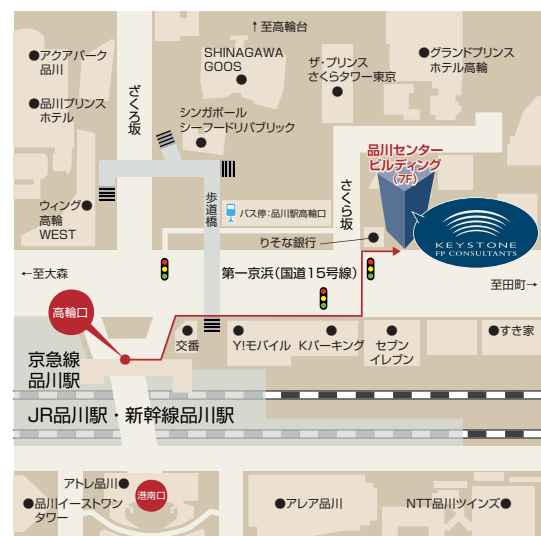 ↑至高輪台
アクアパーク
品川
SHINAGAWA
GOOS
ザ・プリンス
さくらタワー東京
グランドプリンス
ホテル高輪
品川プリンス
ホテル
ざくろ坂
シンガポール
シーフードリパブリック
品川センター
ビルディング
(7F)
ウィング
高輪
WEST
歩道橋
バス停:品川駅高輪口
さくら坂
りそな銀行
KEYSTONE
FP CONSULTANTS
←至大森
第一京浜(国道15号線)
至田町→
高輪口
交番
Y!モバイル
Kパーキング
セブン
イレブン
すき家
京急線
品川駅
JR品川駅・新幹線品川駅
アトレ品川
港南口
品川イーストワン
タワー
アレア品川
NTT品川ツインズ